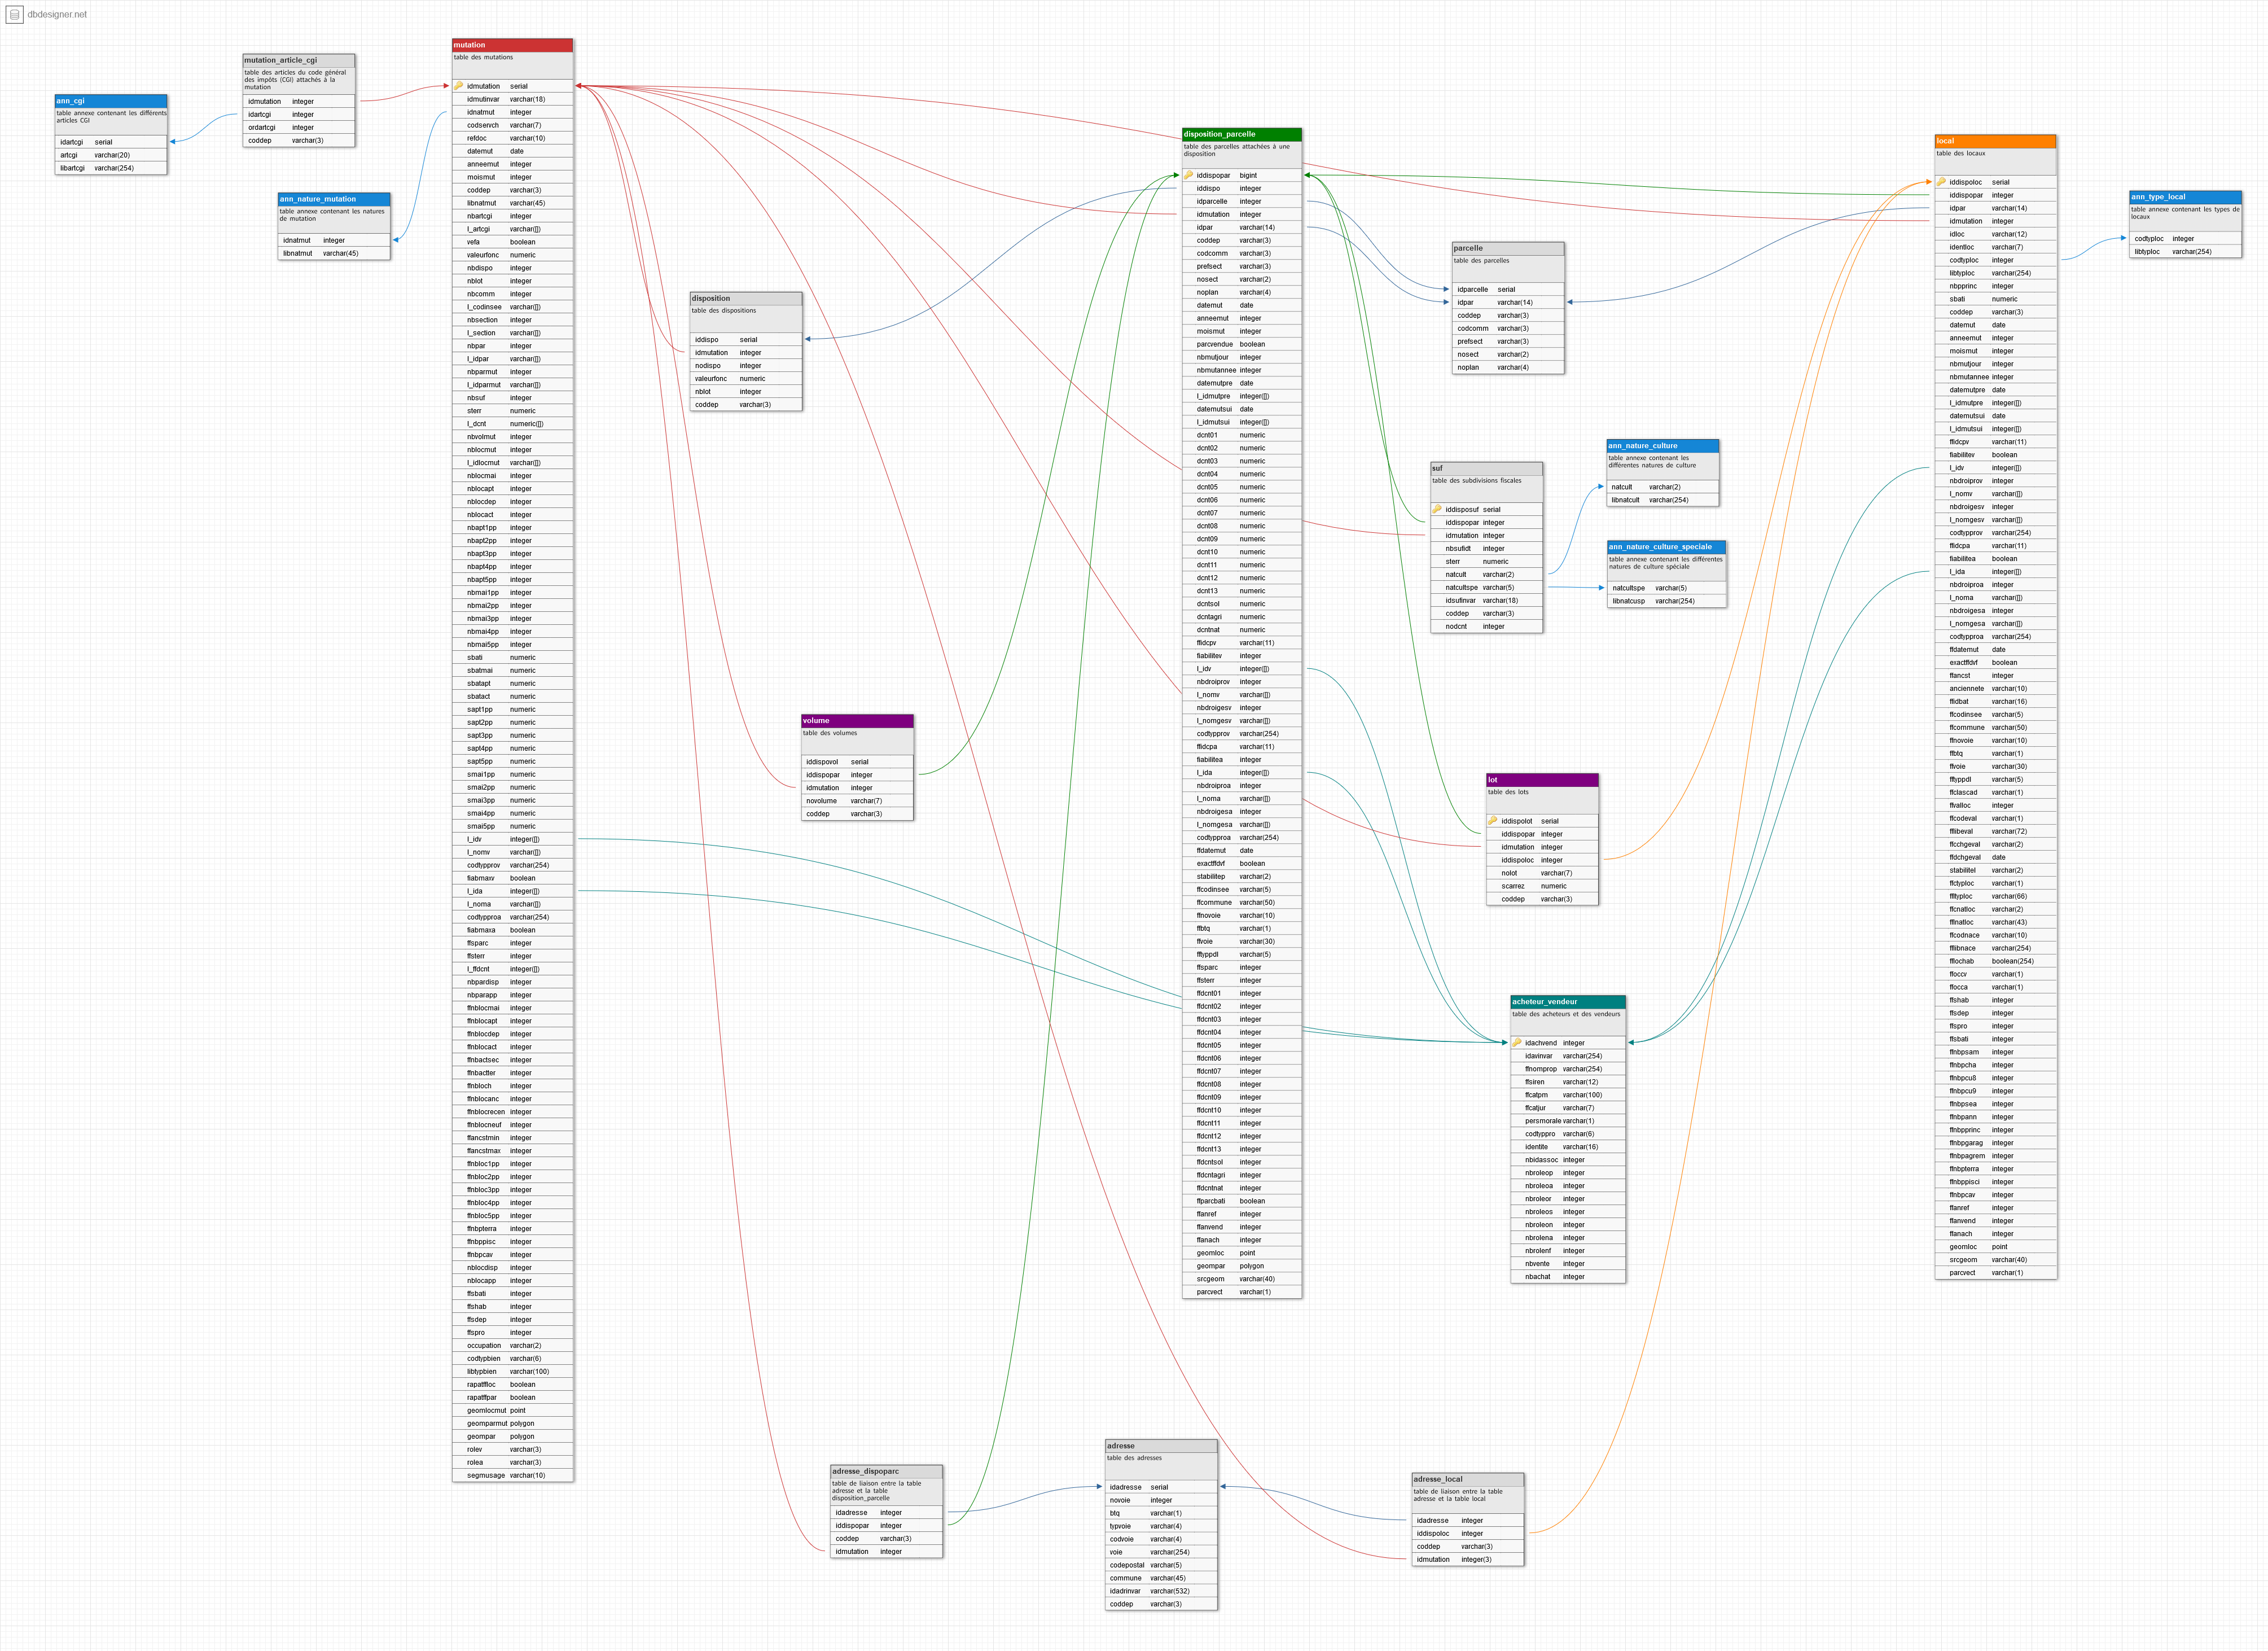 dbdesigner.net
ann_cgi
table annexe contenant les différents
articles CGI
idartcgi serial
artcgi varchar(20)
libartcgi varchar(254)
mutation_article_cgi
table des articles du code général
des impôts (CGI) attachés à la
mutation
idmutation integer
idartcgi integer
ordartcgi integer
coddep varchar(3)
ann_nature_mutation
table annexe contenant les natures
de mutation
idnatmut integer
libnatmut varchar(45)
mutation
table des mutations
idmutation serial
idmutinvar varchar(18)
idnatmut integer
codservch varchar(7)
refdoc varchar(10)
datemut date
anneemut integer
moismut integer
coddep varchar(3)
libnatmut varchar(45)
nbartcgi integer
l_artcgi varchar([])
vefa boolean
valeurfonc numeric
nbdispo integer
nblot integer
nbcomm integer
l_codinsee varchar([])
nbsection integer
l_section varchar([])
nbpar integer
l_idpar varchar([])
nbparmut integer
l_idparmut varchar([])
nbsuf integer
sterr numeric
l_dcnt numeric([])
nbvolmut integer
nblocmut integer
l_idlocmut varchar([])
nblocmai integer
nblocapt integer
nblocdep integer
nblocact integer
nbapt1pp integer
nbapt2pp integer
nbapt3pp integer
nbapt4pp integer
nbapt5pp integer
nbmai1pp integer
nbmai2pp integer
nbmai3pp integer
nbmai4pp integer
nbmai5pp integer
sbati numeric
sbatmai numeric
sbatapt numeric
sbatact numeric
sapt1pp numeric
sapt2pp numeric
sapt3pp numeric
sapt4pp numeric
sapt5pp numeric
smai1pp numeric
smai2pp numeric
smai3pp numeric
smai4pp numeric
smai5pp numeric
l_idv integer([])
l_nomv varchar([])
codtypprov varchar(254)
fiabmaxv boolean
l_ida integer([])
l_noma varchar([])
codtypproa varchar(254)
fiabmaxa boolean
ffsparc integer
ffsterr integer
l_ffdcnt integer([])
nbpardisp integer
nbparapp integer
ffnblocmai integer
ffnblocapt integer
ffnblocdep integer
ffnblocact integer
ffnbactsec integer
ffnbactter integer
ffnbloch integer
ffnblocanc integer
ffnblocrecen integer
ffnblocneuf integer
ffancstmin integer
ffancstmax integer
ffnbloc1pp integer
ffnbloc2pp integer
ffnbloc3pp integer
ffnbloc4pp integer
ffnbloc5pp integer
ffnbpterra integer
ffnbppisc integer
ffnbpcav integer
nblocdisp integer
nblocapp integer
ffsbati integer
ffshab integer
ffsdep integer
ffspro integer
occupation varchar(2)
codtypbien varchar(6)
libtypbien varchar(100)
rapatffloc boolean
rapatffpar boolean
geomlocmut point
geomparmut polygon
geompar polygon
rolev varchar(3)
rolea varchar(3)
segmusage varchar(10)
disposition
table des dispositions
iddispo serial
idmutation integer
nodispo integer
valeurfonc numeric
nblot integer
coddep varchar(3)
volume
table des volumes
iddispovol serial
iddispopar integer
idmutation integer
novolume varchar(7)
coddep varchar(3)
adresse_dispoparc
table de liaison entre la table
adresse et la table
disposition_parcelle
idadresse integer
iddispopar integer
coddep varchar(3)
idmutation integer
adresse
table des adresses
idadresse serial
novoie integer
btq varchar(1)
typvoie varchar(4)
codvoie varchar(4)
voie varchar(254)
codepostal varchar(5)
commune varchar(45)
idadrinvar varchar(532)
coddep varchar(3)
disposition_parcelle
table des parcelles attachées à une
disposition
iddispopar bigint
iddispo integer
idparcelle integer
idmutation integer
idpar varchar(14)
coddep varchar(3)
codcomm varchar(3)
prefsect varchar(3)
nosect varchar(2)
noplan varchar(4)
datemut date
anneemut integer
moismut integer
parcvendue boolean
nbmutjour integer
nbmutannee integer
datemutpre date
l_idmutpre integer([])
datemutsui date
l_idmutsui integer([])
dcnt01 numeric
dcnt02 numeric
dcnt03 numeric
dcnt04 numeric
dcnt05 numeric
dcnt06 numeric
dcnt07 numeric
dcnt08 numeric
dcnt09 numeric
dcnt10 numeric
dcnt11 numeric
dcnt12 numeric
dcnt13 numeric
dcntsol numeric
dcntagri numeric
dcntnat numeric
ffidcpv varchar(11)
fiabilitev integer
l_idv integer([])
nbdroiprov integer
l_nomv varchar([])
nbdroigesv integer
l_nomgesv varchar([])
codtypprov varchar(254)
ffidcpa varchar(11)
fiabilitea integer
l_ida integer([])
nbdroiproa integer
l_noma varchar([])
nbdroigesa integer
l_nomgesa varchar([])
codtypproa varchar(254)
ffdatemut date
exactffdvf boolean
stabilitep varchar(2)
ffcodinsee varchar(5)
ffcommune varchar(50)
ffnovoie varchar(10)
ffbtq varchar(1)
ffvoie varchar(30)
fftyppdl varchar(5)
ffsparc integer
ffsterr integer
ffdcnt01 integer
ffdcnt02 integer
ffdcnt03 integer
ffdcnt04 integer
ffdcnt05 integer
ffdcnt06 integer
ffdcnt07 integer
ffdcnt08 integer
ffdcnt09 integer
ffdcnt10 integer
ffdcnt11 integer
ffdcnt12 integer
ffdcnt13 integer
ffdcntsol integer
ffdcntagri integer
ffdcntnat integer
ffparcbati boolean
ffanref integer
ffanvend integer
ffanach integer
geomloc point
geompar polygon
srcgeom varchar(40)
parcvect varchar(1)
parcelle
table des parcelles
idparcelle serial
idpar varchar(14)
coddep varchar(3)
codcomm varchar(3)
prefsect varchar(3)
nosect varchar(2)
noplan varchar(4)
suf
table des subdivisions fiscales
iddisposuf serial
iddispopar integer
idmutation integer
nbsufidt integer
sterr numeric
natcult varchar(2)
natcultspe varchar(5)
idsufinvar varchar(18)
coddep varchar(3)
nodcnt integer
ann_nature_culture
table annexe contenant les
différentes natures de culture
natcult varchar(2)
libnatcult varchar(254)
ann_nature_culture_speciale
table annexe contenant les différentes
natures de culture spéciale
natcultspe varchar(5)
libnatcusp varchar(254)
lot
table des lots
iddispolot serial
iddispopar integer
idmutation integer
iddispoloc integer
nolot varchar(7)
scarrez numeric
coddep varchar(3)
acheteur_vendeur
table des acheteurs et des vendeurs
idachvend integer
idavinvar varchar(254)
ffnomprop varchar(254)
ffsiren varchar(12)
ffcatpm varchar(100)
ffcatjur varchar(7)
persmorale varchar(1)
codtyppro varchar(6)
identite varchar(16)
nbidassoc integer
nbroleop integer
nbroleoa integer
nbroleor integer
nbroleos integer
nbroleon integer
nbrolena integer
nbrolenf integer
nbvente integer
nbachat integer
adresse_local
table de liaison entre la table
adresse et la table local
idadresse integer
iddispoloc integer
coddep varchar(3)
idmutation integer(3)
local
table des locaux
iddispoloc serial
iddispopar integer
idpar varchar(14)
idmutation integer
idloc varchar(12)
identloc varchar(7)
codtyploc integer
libtyploc varchar(254)
nbpprinc integer
sbati numeric
coddep varchar(3)
datemut date
anneemut integer
moismut integer
nbmutjour integer
nbmutannee integer
datemutpre date
l_idmutpre integer([])
datemutsui date
l_idmutsui integer([])
ffidcpv varchar(11)
fiabilitev boolean
l_idv integer([])
nbdroiprov integer
l_nomv varchar([])
nbdroigesv integer
l_nomgesv varchar([])
codtypprov varchar(254)
ffidcpa varchar(11)
fiabilitea boolean
l_ida integer([])
nbdroiproa integer
l_noma varchar([])
nbdroigesa integer
l_nomgesa varchar([])
codtypproa varchar(254)
ffdatemut date
exactffdvf boolean
ffancst integer
anciennete varchar(10)
ffidbat varchar(16)
ffcodinsee varchar(5)
ffcommune varchar(50)
ffnovoie varchar(10)
ffbtq varchar(1)
ffvoie varchar(30)
fftyppdl varchar(5)
ffclascad varchar(1)
ffvalloc integer
ffcodeval varchar(1)
fflibeval varchar(72)
ffcchgeval varchar(2)
ffdchgeval date
stabilitel varchar(2)
ffctyploc varchar(1)
ffltyploc varchar(66)
ffcnatloc varchar(2)
fflnatloc varchar(43)
ffcodnace varchar(10)
fflibnace varchar(254)
fflochab boolean(254)
ffoccv varchar(1)
ffocca varchar(1)
ffshab integer
ffsdep integer
ffspro integer
ffsbati integer
ffnbpsam integer
ffnbpcha integer
ffnbpcu8 integer
ffnbpcu9 integer
ffnbpsea integer
ffnbpann integer
ffnbpprinc integer
ffnbpgarag integer
ffnbpagrem integer
ffnbpterra integer
ffnbppisci integer
ffnbpcav integer
ffanref integer
ffanvend integer
ffanach integer
geomloc point
srcgeom varchar(40)
parcvect varchar(1)
ann_type_local
table annexe contenant les types de
locaux
codtyploc integer
libtyploc varchar(254)